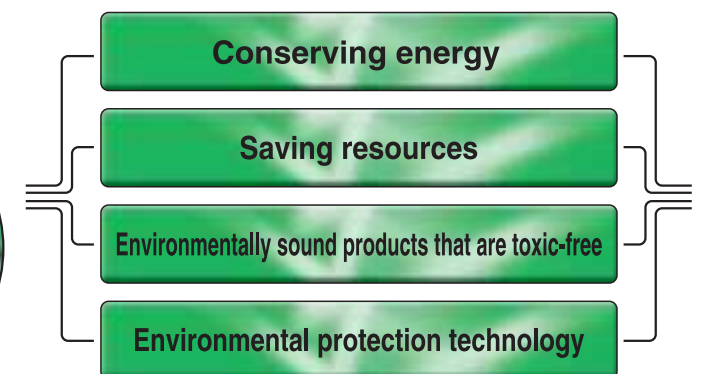 Conserving energy
Saving resources
Environmentally sound products that are toxic-free
Environmental protection technology